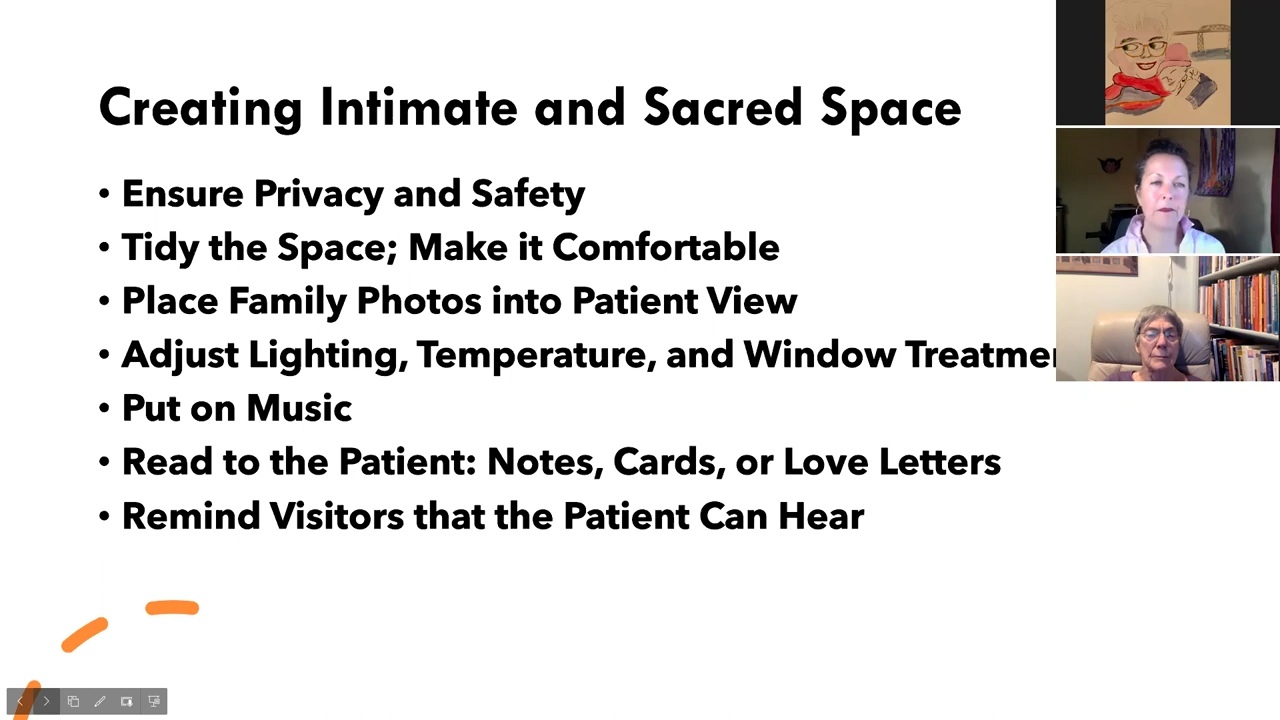 Creating Intimate and Sacred Space
• Ensure Privacy and Safety
• Tidy the Space; Make it Comfortable
• Place Family Photos into Patient View
• Adjust Lighting, Temperature, and Window
• Put on Music
• Read to the Patient: Notes, Cards, or Love Letters
• Remind Visitors that the Patient Can Hear